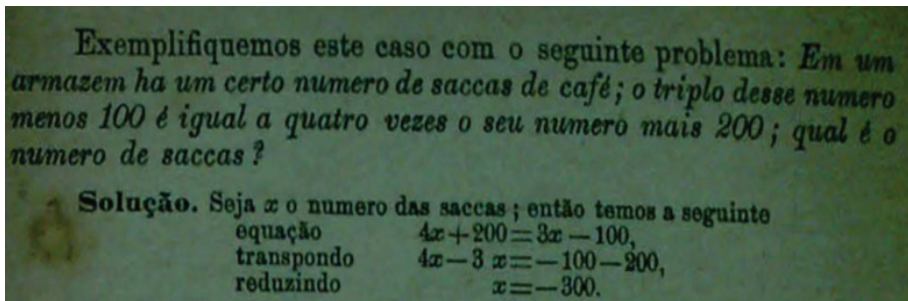 Exemplifiquemos este caso com o seguinte problema: Em um
armazem ha um certo numero de saccas de café; o triplo desse numero
menos 100 é igual a quatro vezes o seu numero mais 200; qual é o
numero de saccas?
Solução. Seja x o numero das saccas; então temos a seguinte
equação 4x+200=3x-100,
transpondo 4x-3 x=-100-200,
reduzindo x=-300.